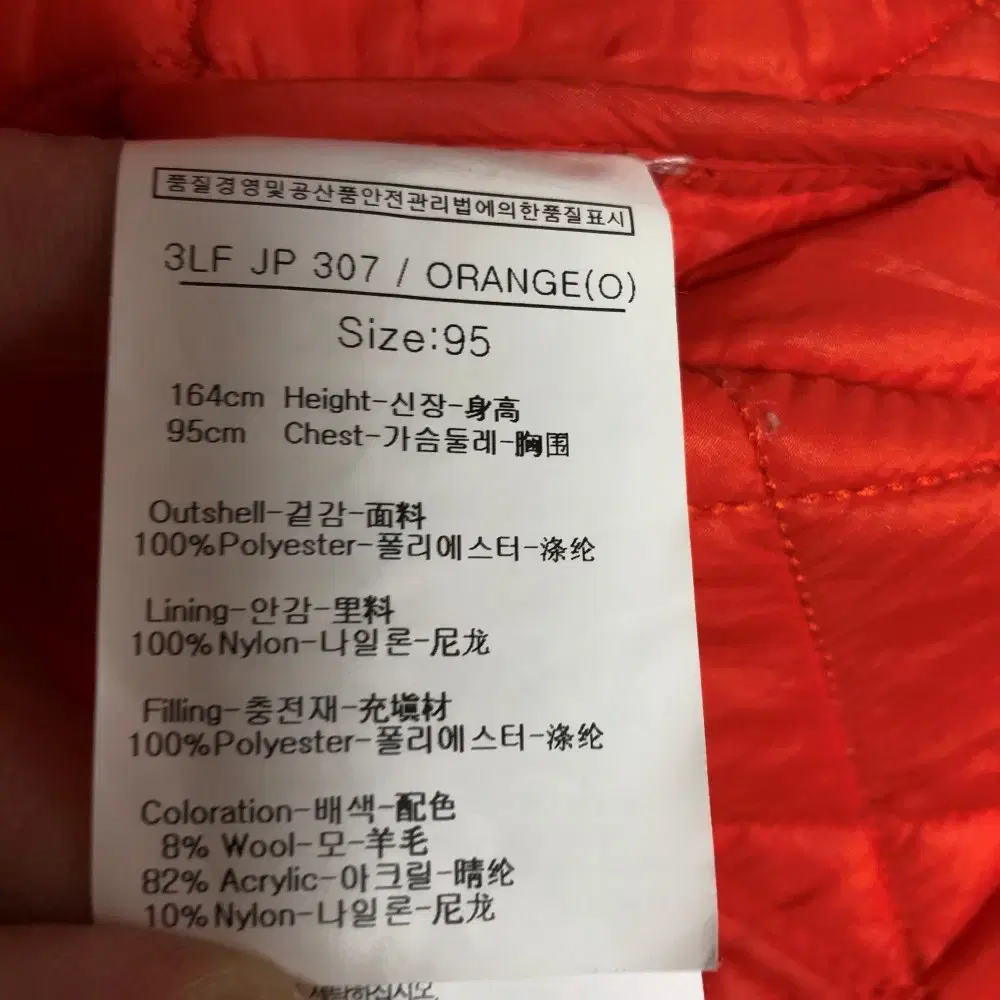 품질경영및공산품안전관리법에의한품질표시
3LF JP 307 / ORANGE(O)
Size:95
164cm Height-신장-身高
95cm Chest-가슴둘레-胸围
Outshell-겉감-面料
100%Polyester-폴리에스터-涤纶
Lining-안감-里料
100%Nylon-나일론-尼龙
Filling-충전재-充塡材
100%Polyester-폴리에스터-涤纶
Coloration-배색-配色
8% Wool-모-羊毛
82% Acrylic-아크릴-晴纶
10%Nylon-나일론-尼龙